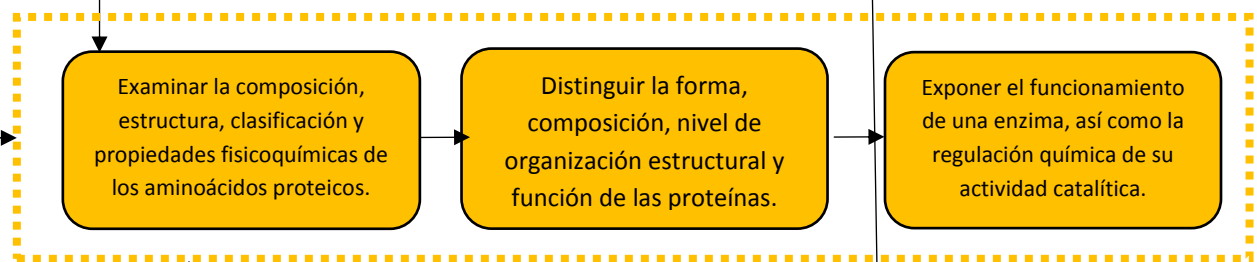 Examinar la composición,
estructura, clasificación y
propiedades fisicoquímicas de
los aminoácidos proteicos.
Distinguir la forma,
composición, nivel de
organización estructural y
función de las proteínas.
Exponer el funcionamiento
de una enzima, así como la
regulación química de su
actividad catalítica.